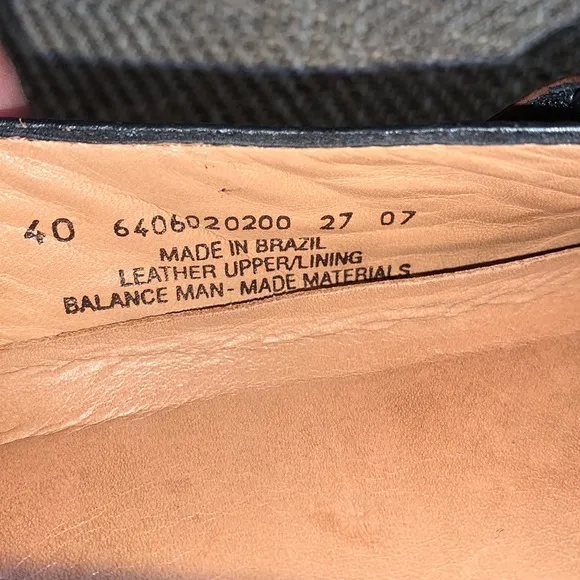 40 6406020200 27 07
MADE IN BRAZIL
LEATHER UPPER/LINING
BALANCE MAN-MADE MATERIALS